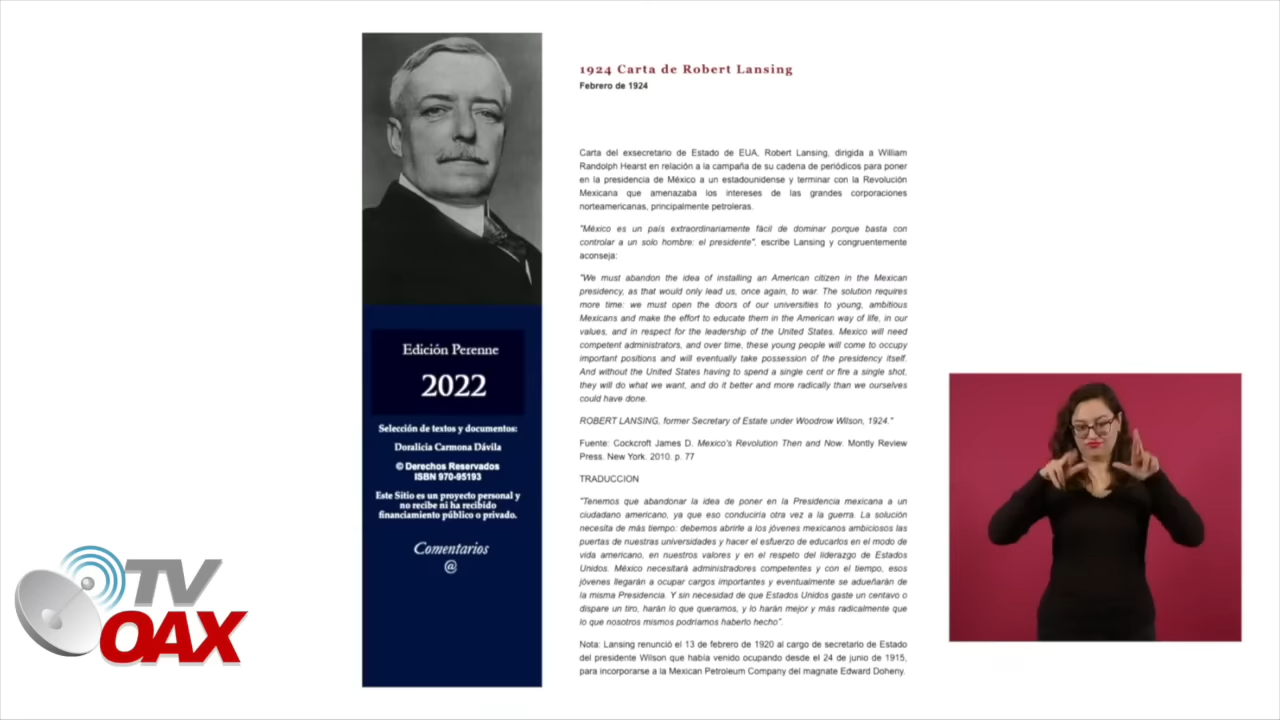 1924 Carta de Robert Lansing
Febrero de 1924
Carta del exsecretario de Estado de EUA, Robert Lansing, dirigida a William
Randolph Hearst en relación a la campaña de su cadena de periódicos para poner
en la presidencia de México a un estadounidense y terminar con la Revolución
Mexicana que amenazaba los intereses de las grandes corporaciones
norteamericanas, principalmente petroleras.
"México es un país extraordinariamente fácil de dominar porque basta con
controlar a un solo hombre: el presidente", escribe Lansing y congruentemente
aconseja:
"We must abandon the idea of installing an American citizen in the Mexican
presidency, as that would only lead us, once again, to war. The solution requires
more time: we must open the doors of our universities to young, ambitious
Mexicans and make the effort to educate them in the American way of life, in our
values, and in respect for the leadership of the United States. Mexico will need
competent administrators, and over time, these young people will come to occupy
important positions and will eventually take possession of the presidency itself.
And without the United States having to spend a single cent or fire a single shot,
they will do what we want, and do it better and more radically than we ourselves
could have done.
ROBERT LANSING, former Secretary of Estate under Woodrow Wilson, 1924."
Fuente: Cockcroft James D. Mexico's Revolution Then and Now. Montly Review
Press. New York. 2010. p. 77
TRADUCCION
"Tenemos que abandonar la idea de poner en la Presidencia mexicana a un
ciudadano americano, ya que eso conduciría otra vez a la guerra. La solución
necesita de más tiempo: debemos abrirle a los jóvenes mexicanos ambiciosos las
puertas de nuestras universidades y hacer el esfuerzo de educarlos en el modo de
vida americano, en nuestros valores y en el respeto del liderazgo de Estados
Unidos. México necesitará administradores competentes y con el tiempo, esos
jóvenes llegarán a ocupar cargos importantes y eventualmente se adueñarán de
la misma Presidencia. Y sin necesidad de que Estados Unidos gaste un centavo o
dispare un tiro, harán lo que queramos, y lo harán mejor y más radicalmente que
lo que nosotros mismos podríamos haberlo hecho".
Nota: Lansing renunció el 13 de febrero de 1920 al cargo de secretario de Estado
del presidente Wilson que había venido ocupando desde el 24 de junio de 1915,
para incorporarse a la Mexican Petroleum Company del magnate Edward Doheny.
Edición Perenne
2022
Selección de textos y documentos:
Doralicia Carmona Dávila
© Derechos Reservados
ISBN 970-95193
Este Sitio es un proyecto personal y
no recibe ni ha recibido
financiamiento público o privado.
Comentarios
@
TV
OAX